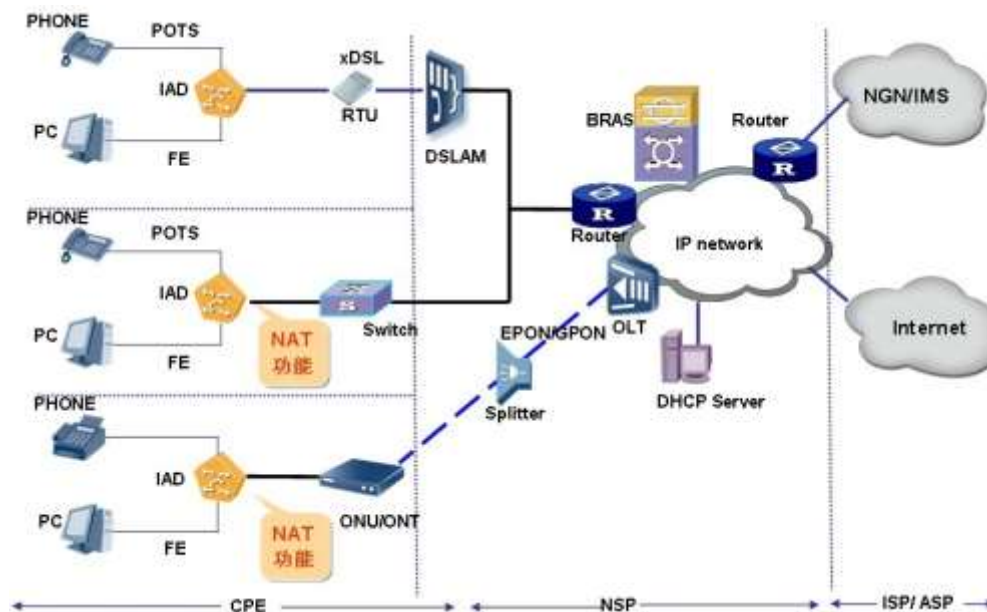 PHONE
POTS
IAD
PC
FE
xDSL
RTU
DSLAM
BRAS
Router
NGN/IMS
PHONE
POTS
IAD
NAT
功能
Switch
PC
FE
R
Router
R
IP network
S
OLT
EPON/GPON
Splitter
DHCP Server
Internet
PHONE
IAD
NAT
功能
ONU/ONT
PC
FE
CPE
NSP
ISP/ ASP